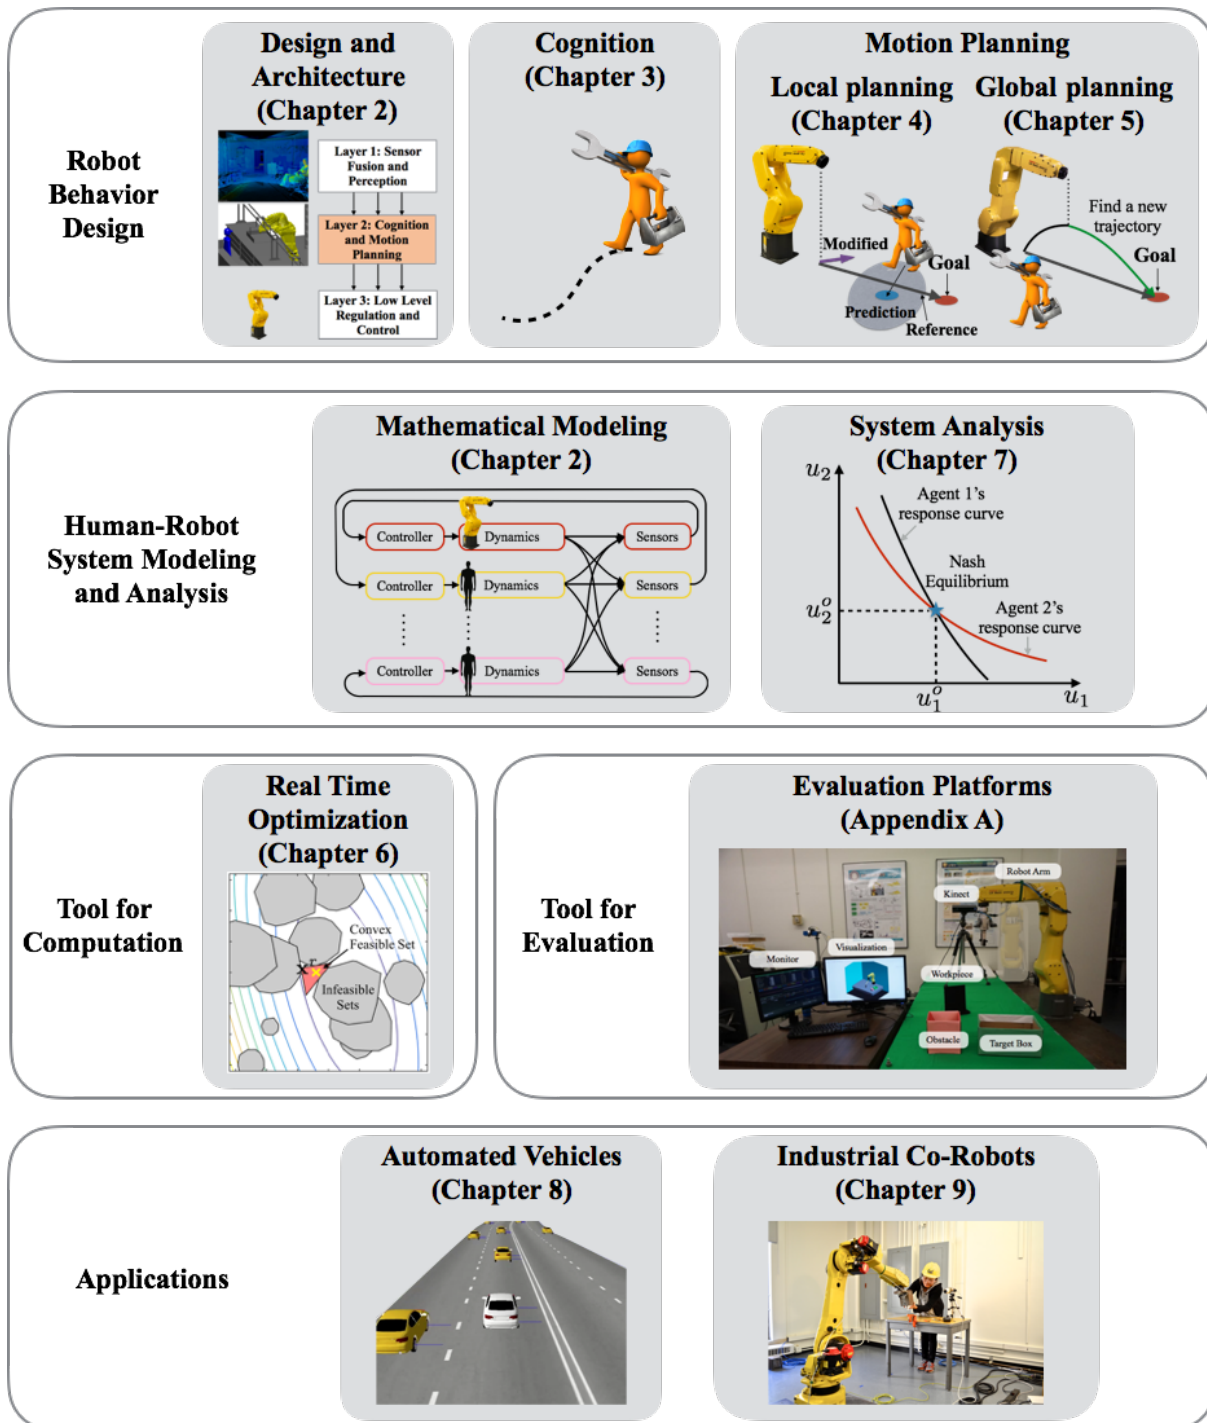 Robot
Behavior
Design
Design and
Architecture
(Chapter 2)
Layer 1: Sensor
Fusion and
Perception
Layer 2: Cognition
and Motion
Planning
Layer 3: Low Level
Regulation and
Control
Cognition
(Chapter 3)
Motion Planning
Local planning
(Chapter 4)
Modified
Goal
Prediction
Reference
Global planning
(Chapter 5)
Find a new
trajectory
Goal
Human-Robot
System Modeling
and Analysis
Mathematical Modeling
(Chapter 2)
Controller
Dynamics
Sensors
Controller
Dynamics
Sensors
Controller
Dynamics
Sensors
System Analysis
(Chapter 7)
u₂
Agent 1's
response curve
Nash
Equilibrium
u₂ᵒ
Agent 2's
response curve
u₁ᵒ
u₁
Tool for
Computation
Real Time
Optimization
(Chapter 6)
Convex
Feasible Set
x r
x
Infeasible
Sets
Tool for
Evaluation
Evaluation Platforms
(Appendix A)
Robot Arm
Kinect
Visualization
Monitor
Workpiece
Obstacle
Target Box
Applications
Automated Vehicles
(Chapter 8)
Industrial Co-Robots
(Chapter 9)